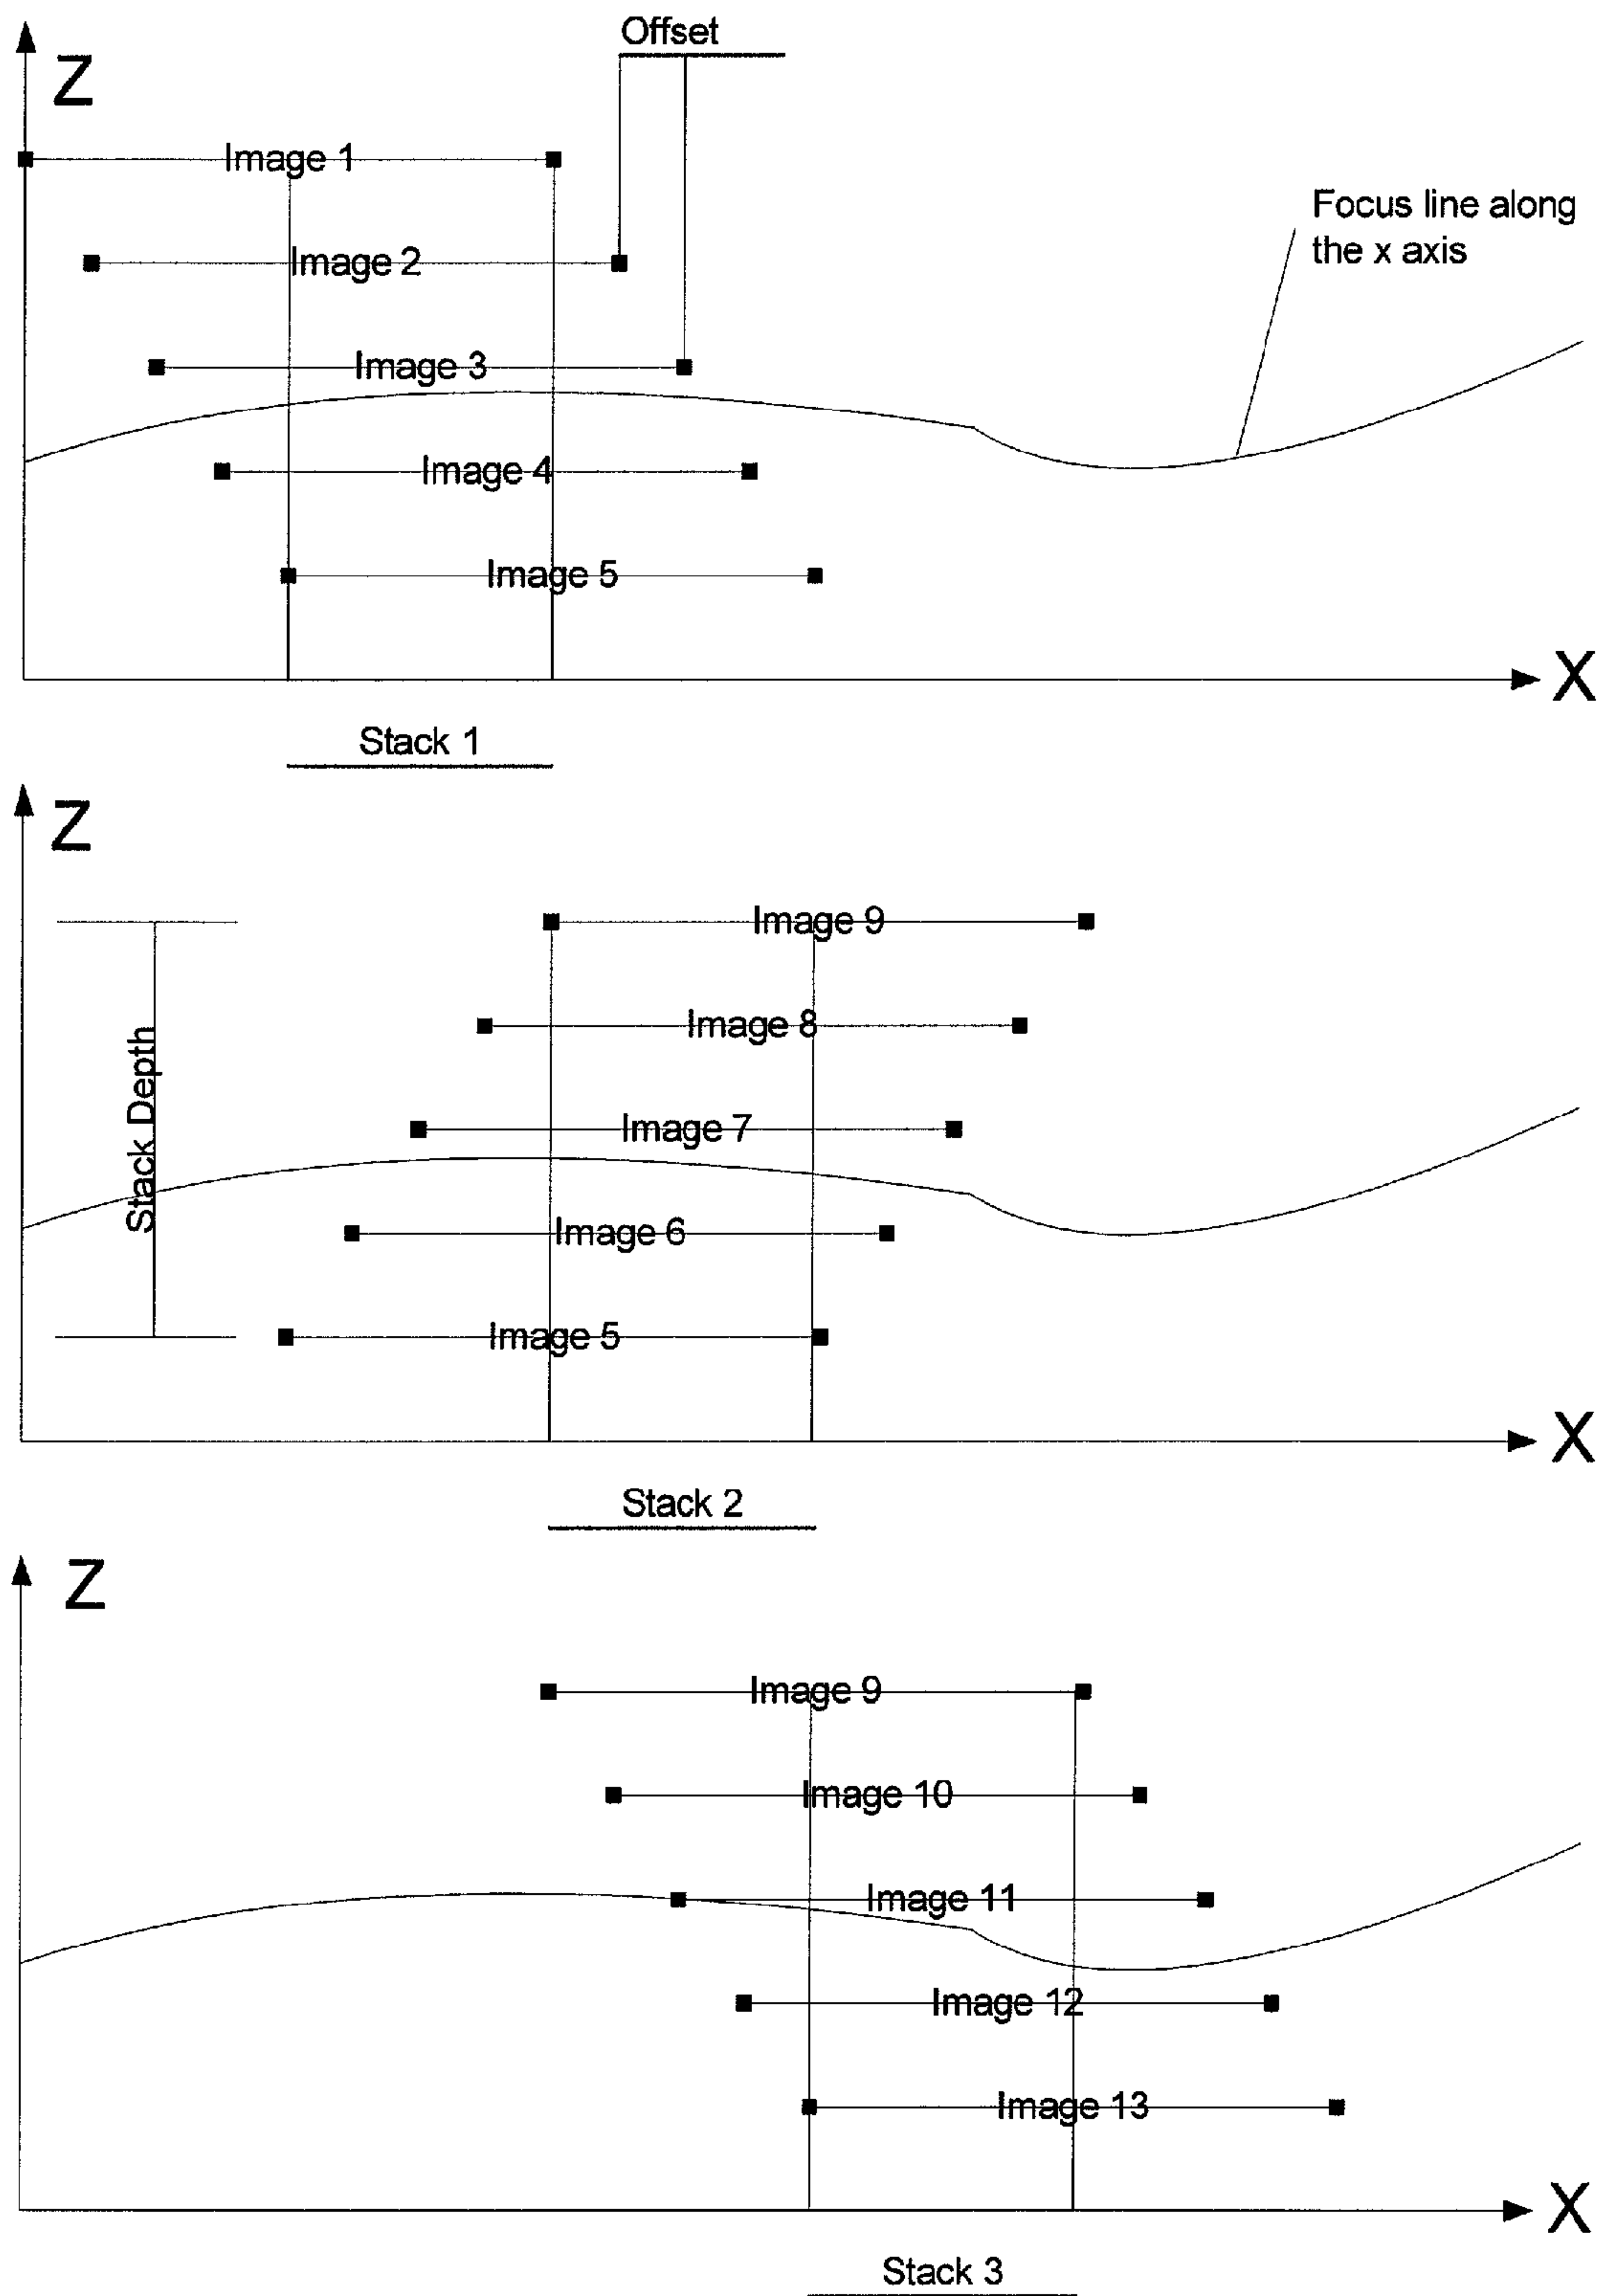 Offset
Z
Image 1
Focus line along
the x axis
Image 2
Image 3
Image 4
Image 5
X
Stack 1
Z
Image 9
Image 8
Stack Depth
Image 7
Image 6
Image 5
X
Stack 2
Z
Image 9
Image 10
Image 11
Image 12
Image 13
X
Stack 3